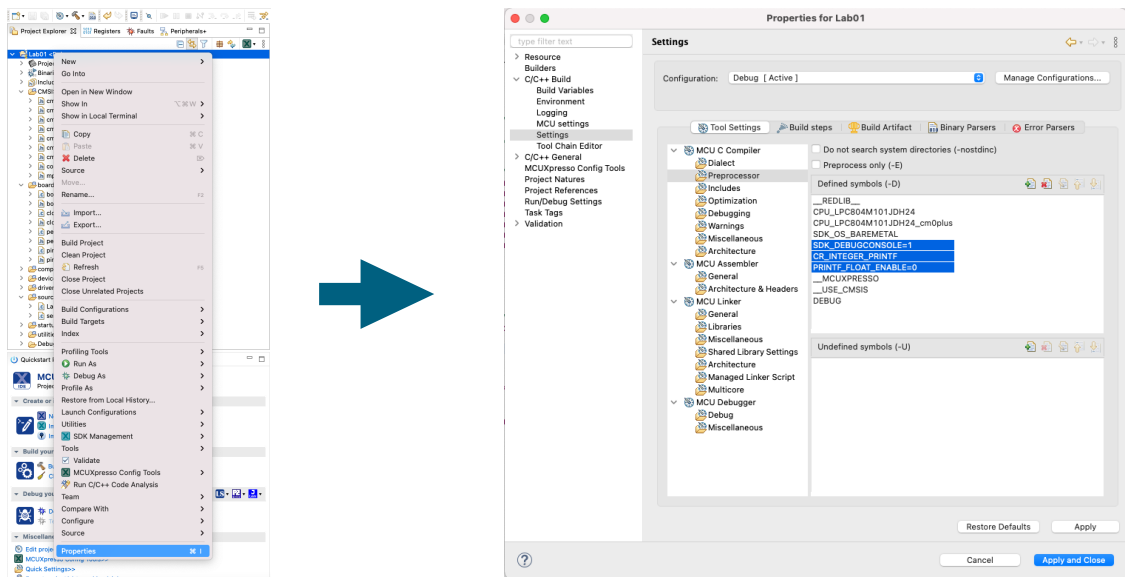 Project Explorer
Registers
Faults
Peripherals+
Lab01
New
Go Into
Open in New Window
Show In
⌥⌘W
Show in Local Terminal
Copy
⌘ C
Paste
⌘ V
Delete
Source
Move...
Rename...
F2
Import...
Export...
Build Project
Clean Project
Refresh
F5
Close Project
Close Unrelated Projects
Build Configurations
Build Targets
Index
Profiling Tools
Run As
Debug As
Profile As
Restore from Local History...
Launch Configurations
Utilities
SDK Management
Tools
Validate
MCUXpresso Config Tools
Run C/C++ Code Analysis
Team
Compare With
Configure
Source
Properties
⌘ I
Quick Settings>>
Properties for Lab01
type filter text
Resource
Builders
C/C++ Build
Build Variables
Environment
Logging
MCU settings
Settings
Tool Chain Editor
C/C++ General
MCUXpresso Config Tools
Project Natures
Project References
Run/Debug Settings
Task Tags
Validation
Settings
Configuration:
Debug [ Active ]
Manage Configurations...
Tool Settings
Build steps
Build Artifact
Binary Parsers
Error Parsers
MCU C Compiler
Dialect
Preprocessor
Includes
Optimization
Debugging
Warnings
Miscellaneous
Architecture
MCU Assembler
General
Architecture & Headers
MCU Linker
General
Libraries
Miscellaneous
Shared Library Settings
Architecture
Managed Linker Script
Multicore
MCU Debugger
Debug
Miscellaneous
Do not search system directories (-nostdinc)
Preprocess only (-E)
Defined symbols (-D)
__REDLIB__
CPU_LPC804M101JDH24
CPU_LPC804M101JDH24_cm0plus
SDK_OS_BAREMETAL
SDK_DEBUGCONSOLE=1
CR_INTEGER_PRINTF
PRINTF_FLOAT_ENABLE=0
__MCUXPRESSO
__USE_CMSIS
DEBUG
Undefined symbols (-U)
Restore Defaults
Apply
Cancel
Apply and Close